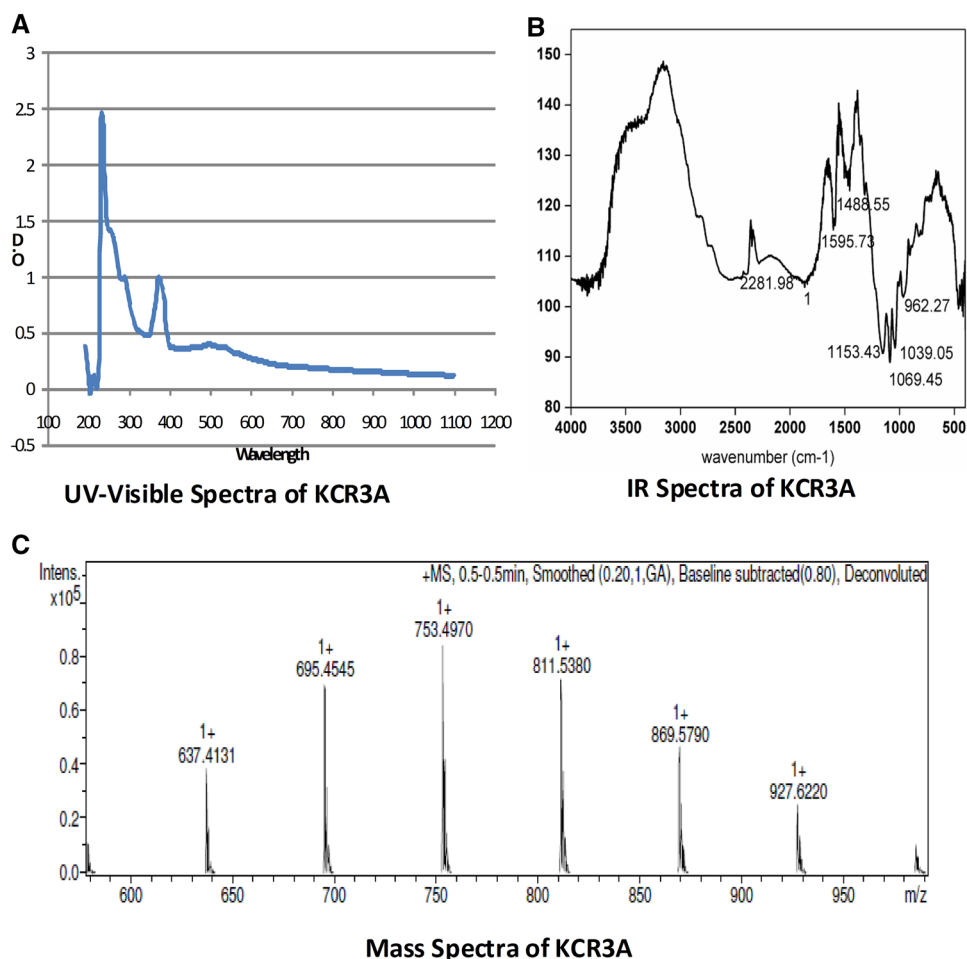 A
3
2.5
2
1.5
1
0.5
0
-0.5
O.D
100 200 300 400 500 600 700 800 900 1000 1100 1200
Wavelength
UV-Visible Spectra of KCR3A
B
150
140
130
120
110
100
90
80
2281.98
1
1595.73
1488.55
1153.43
1069.45
1039.05
962.27
4000 3500 3000 2500 2000 1500 1000 500
wavenumber (cm-1)
IR Spectra of KCR3A
C
Intens.
x10⁵
+MS, 0.5-0.5min, Smoothed (0.20,1,GA), Baseline subtracted(0.80), Deconvoluted
0.8
0.6
0.4
0.2
0.0
1+
637.4131
1+
695.4545
1+
753.4970
1+
811.5380
1+
869.5790
1+
927.6220
600 650 700 750 800 850 900 950 m/z
Mass Spectra of KCR3A